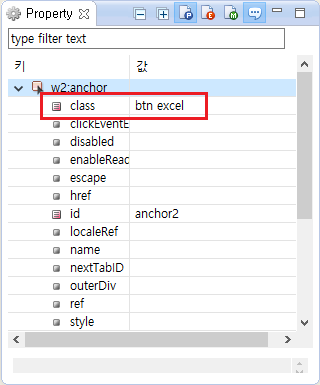 Property
P E M
type filter text
키 값
w2:anchor
class btn excel
clickEventE
disabled
enableReac
escape
href
id anchor2
localeRef
name
nextTabID
outerDiv
ref
style